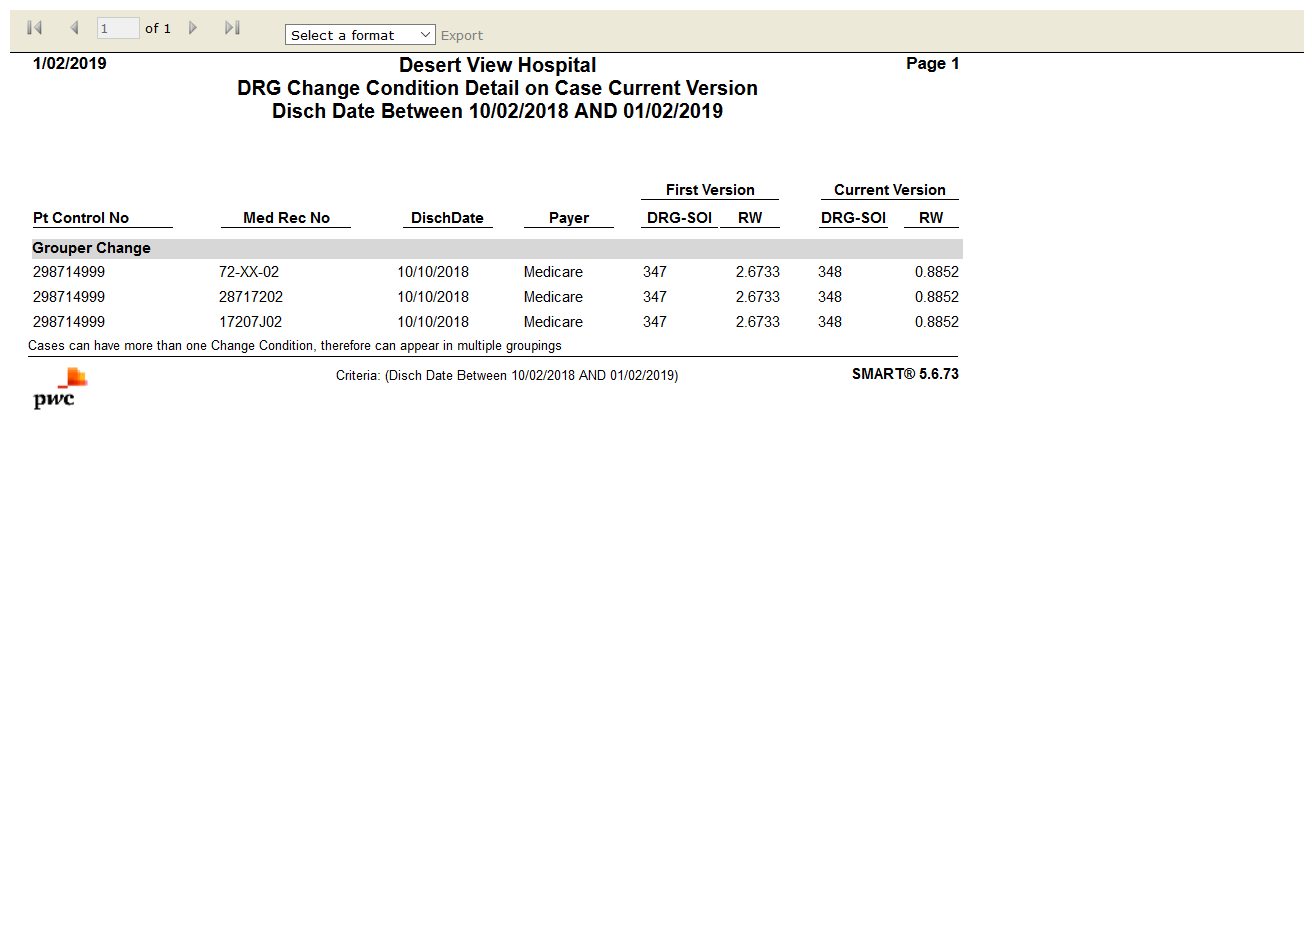 1 of 1 Select a format Export
1/02/2019 Desert View Hospital Page 1
DRG Change Condition Detail on Case Current Version
Disch Date Between 10/02/2018 AND 01/02/2019
First Version Current Version
Pt Control No Med Rec No DischDate Payer DRG-SOI RW DRG-SOI RW
Grouper Change
298714999 72-XX-02 10/10/2018 Medicare 347 2.6733 348 0.8852
298714999 28717202 10/10/2018 Medicare 347 2.6733 348 0.8852
298714999 17207J02 10/10/2018 Medicare 347 2.6733 348 0.8852
Cases can have more than one Change Condition, therefore can appear in multiple groupings
Criteria: (Disch Date Between 10/02/2018 AND 01/02/2019) SMART® 5.6.73
pwc